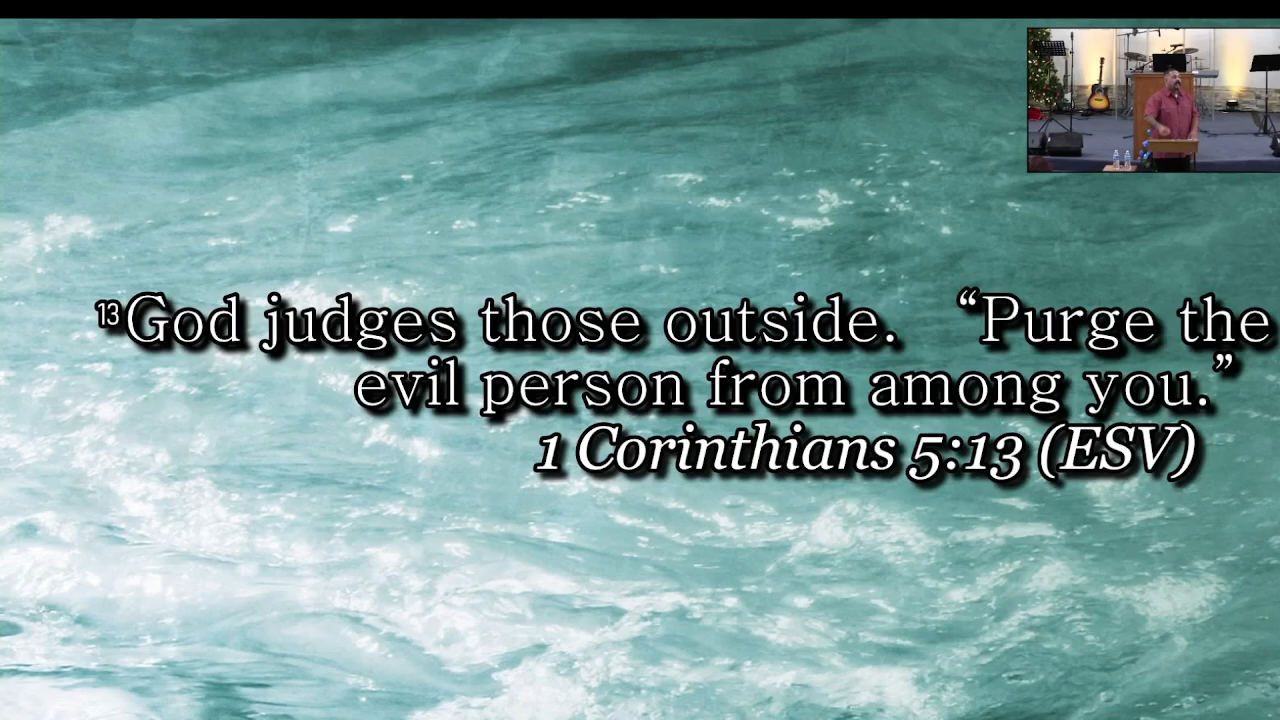 ¹³God judges those outside. “Purge the
evil person from among you.”
1 Corinthians 5:13 (ESV)